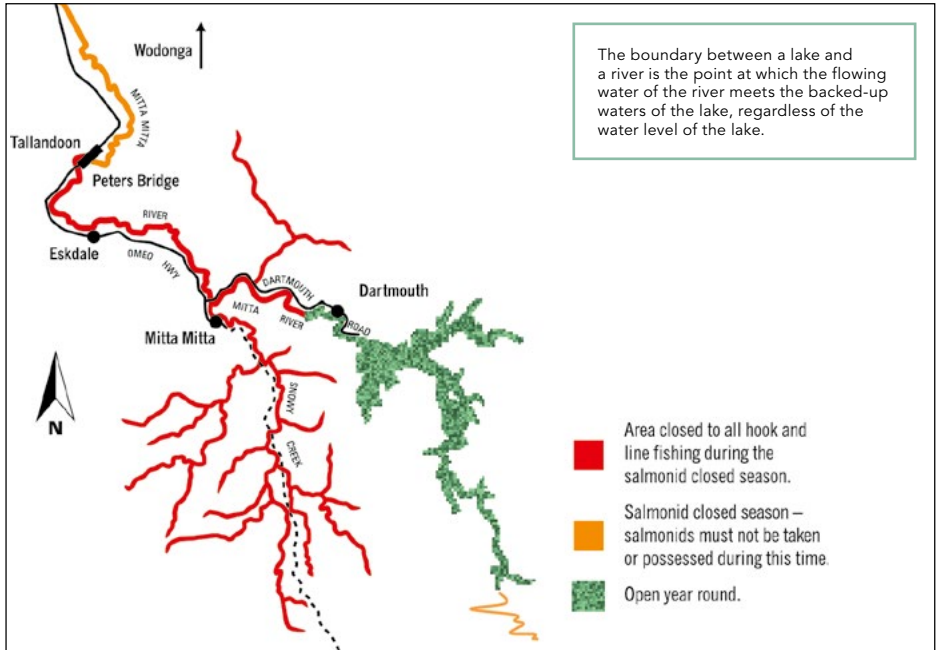 Wodonga
The boundary between a lake and
a river is the point at which the flowing
water of the river meets the backed-up
waters of the lake, regardless of the
water level of the lake.
MITTA MITTA
Tallandoon
Peters Bridge
RIVER
Eskdale
OMEO HWY
DARTMOUTH
ROAD
Dartmouth
MITTA
RIVER
Mitta Mitta
SNOWY
CREEK
N
Area closed to all hook and
line fishing during the
salmonid closed season.
Salmonid closed season –
salmonids must not be taken
or possessed during this time.
Open year round.